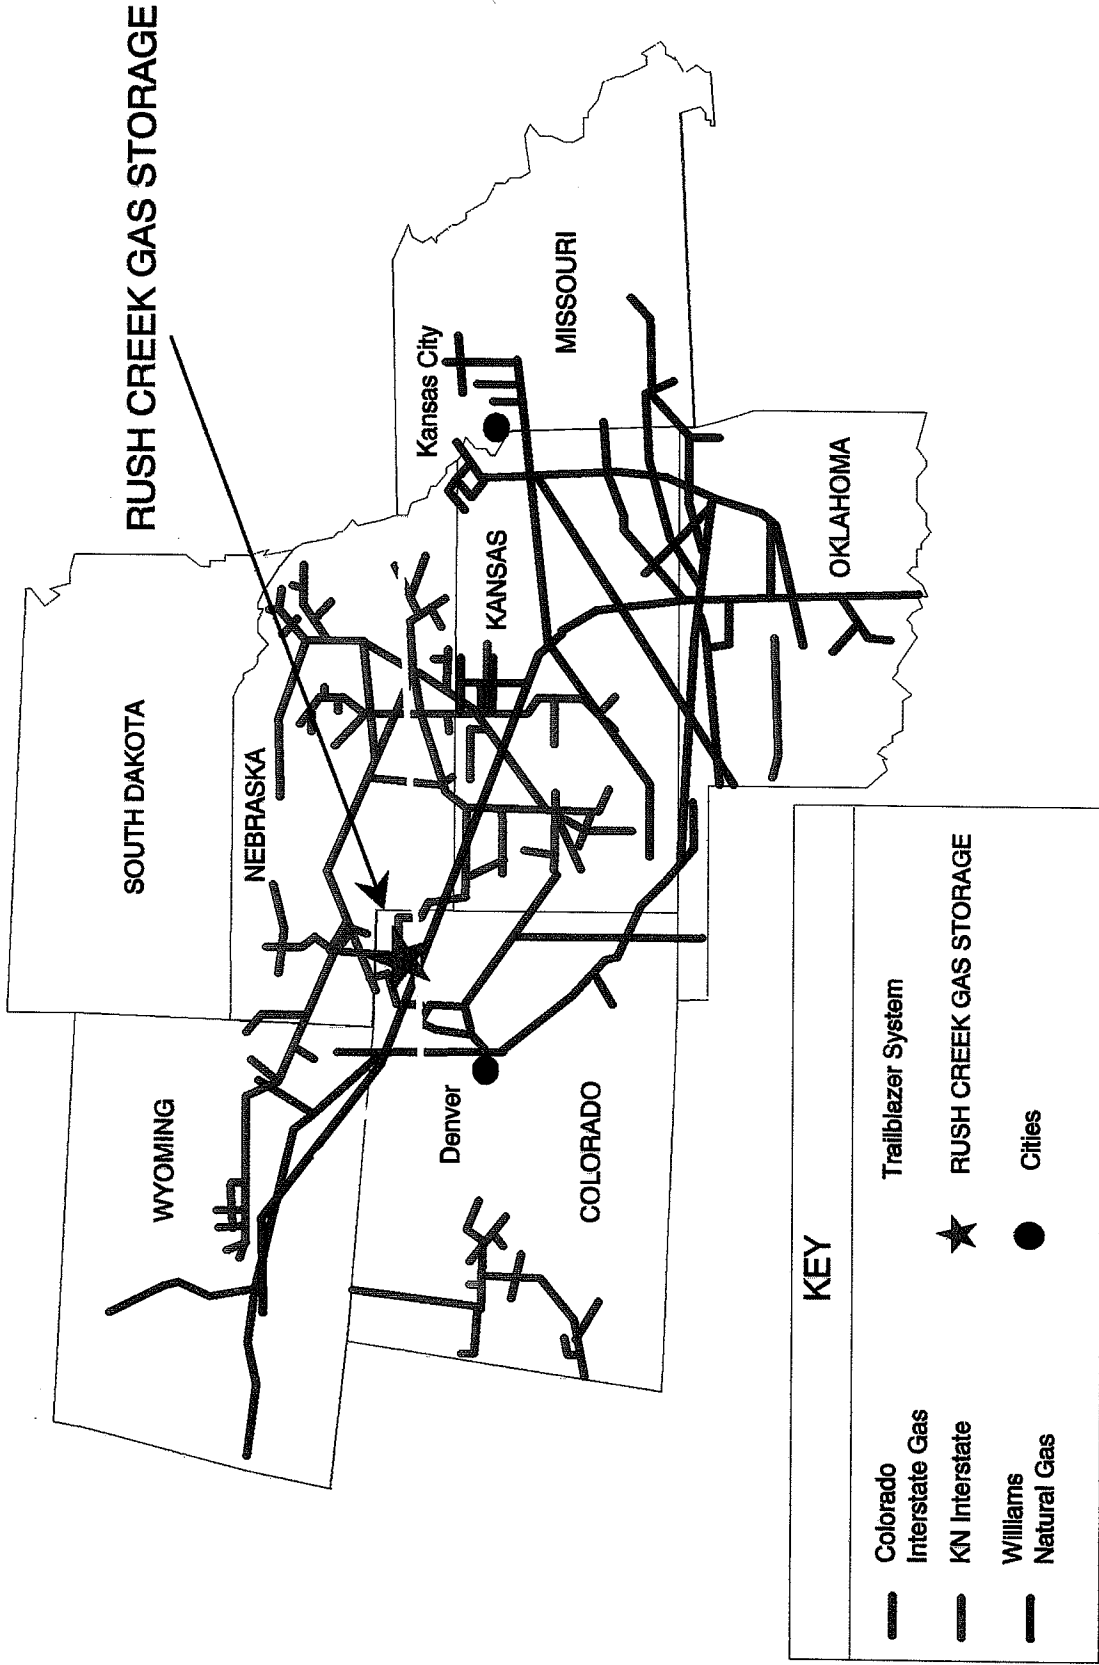 RUSH CREEK GAS STORAGE
SOUTH DAKOTA
WYOMING
NEBRASKA
Kansas City
Denver
KANSAS
MISSOURI
COLORADO
OKLAHOMA
KEY
Colorado
Interstate Gas
Trailblazer System
KN Interstate
RUSH CREEK GAS STORAGE
Williams
Natural Gas
Cities